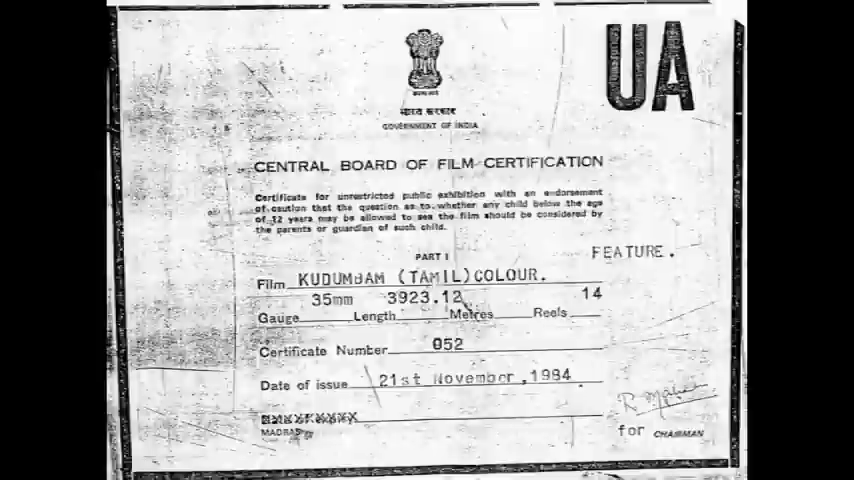 UA
भारत सरकार
GOVERNMENT OF INDIA
CENTRAL BOARD OF FILM CERTIFICATION
Certificate for unrestricted public exhibition with an endorsement
of caution that the question as to whether any child below the age
of 12 years may be allowed to see the film should be considered by
the parents or guardian of such child.
PART I
FEATURE.
Film KUDUMBAM (TAMIL)COLOUR.
35mm 3923.12 14
Gauge Length Metres Reels
Certificate Number 052
Date of issue 21st November,1984
MADRAS
for CHAIRMAN